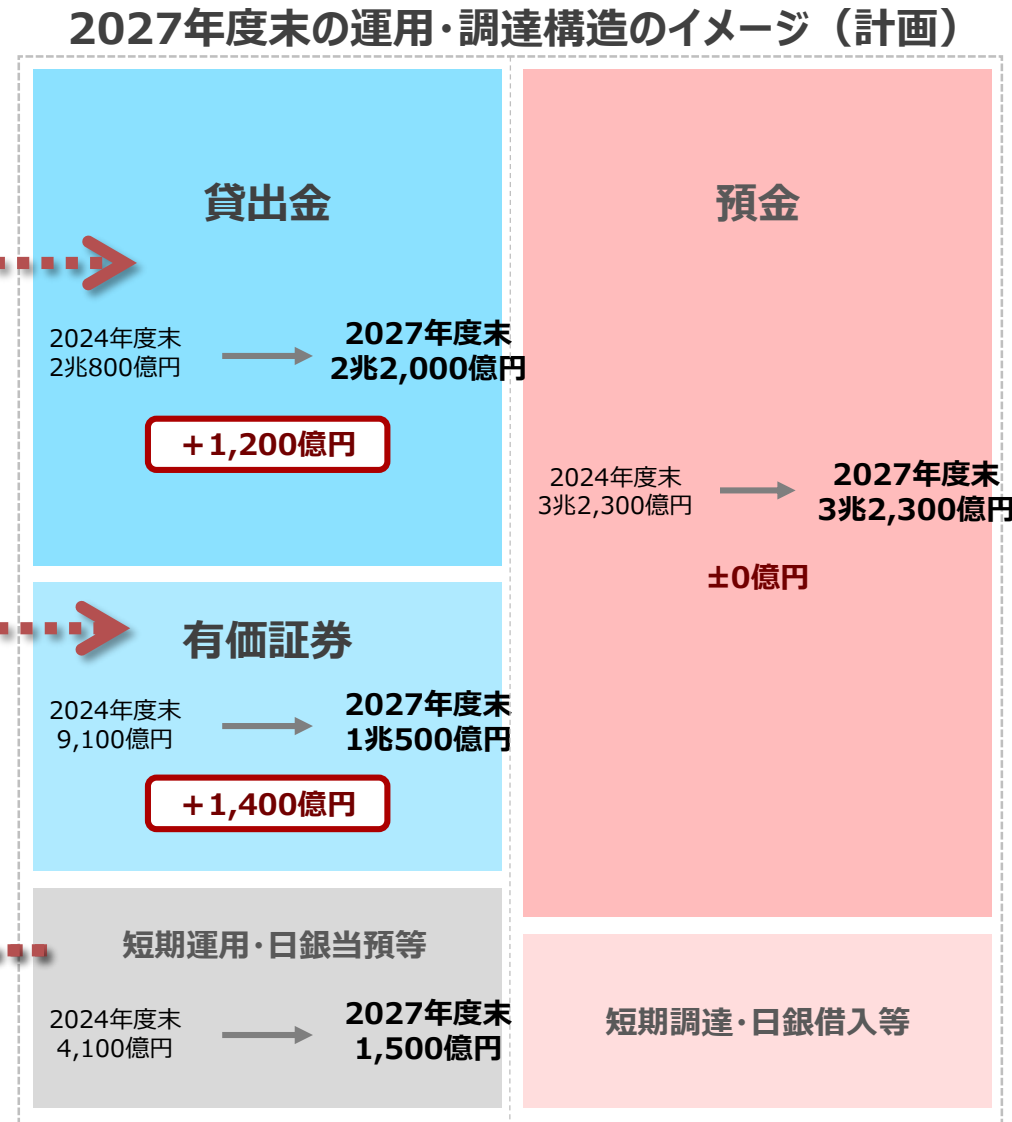 2027年度末の運用・調達構造のイメージ（計画）
貸出金
2024年度末
2兆800億円
2027年度末
2兆2,000億円
＋1,200億円
有価証券
2024年度末
9,100億円
2027年度末
1兆500億円
＋1,400億円
短期運用・日銀当預等
2024年度末
4,100億円
2027年度末
1,500億円
預金
2024年度末
3兆2,300億円
2027年度末
3兆2,300億円
±0億円
短期調達・日銀借入等